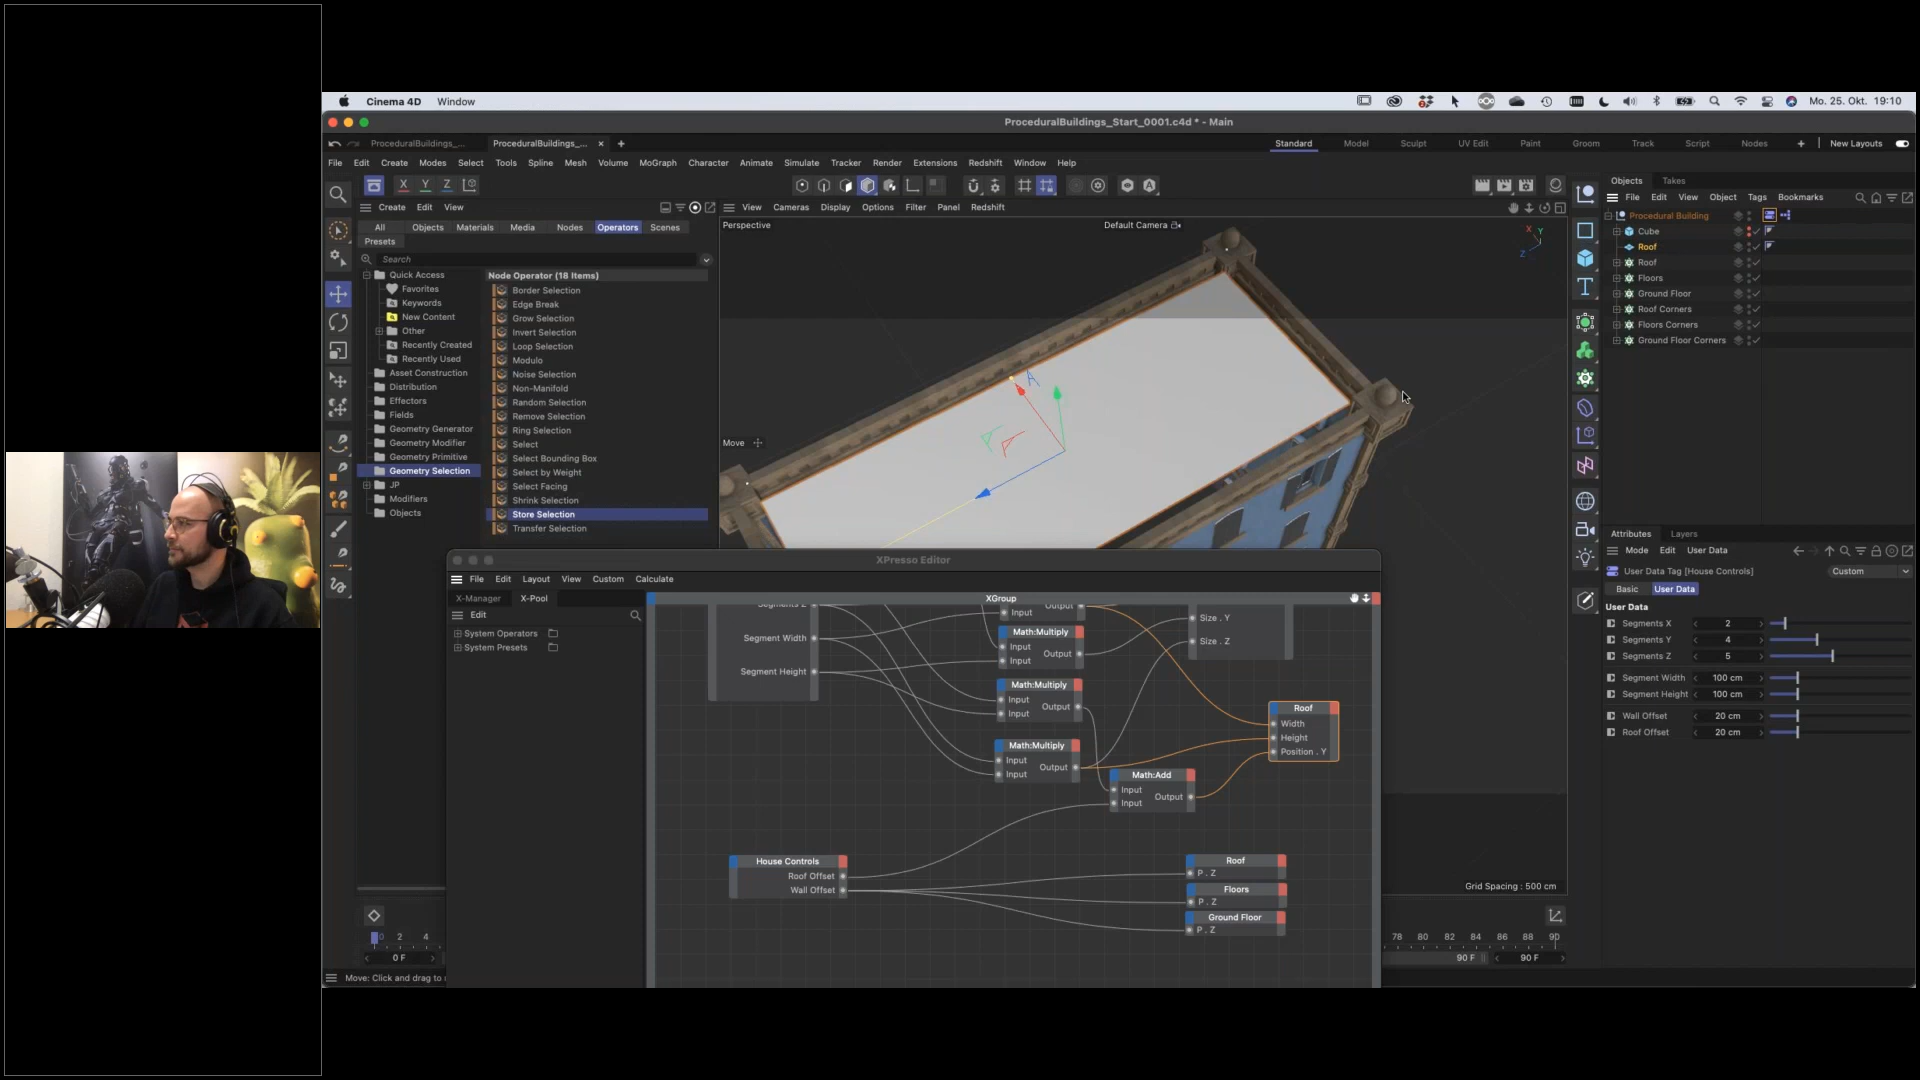 Cinema 4D Window
Mo. 25. Okt. 19:10
ProceduralBuildings_Start_0001.c4d * - Main
ProceduralBuildings_...
ProceduralBuildings_...
Standard Model Sculpt UV Edit Paint Groom Track Script Nodes New Layouts
File Edit Create Modes Select Tools Spline Mesh Volume MoGraph Character Animate Simulate Tracker Render Extensions Redshift Window Help
X Y Z
Create Edit View
View Cameras Display Options Filter Panel Redshift
All Objects Materials Media Nodes Operators Scenes
Presets
Search
Quick Access
Favorites
Keywords
New Content
Other
Recently Created
Recently Used
Asset Construction
Distribution
Effectors
Fields
Geometry Generator
Geometry Modifier
Geometry Primitive
Geometry Selection
JP
Modifiers
Objects
Node Operator (18 Items)
Border Selection
Edge Break
Grow Selection
Invert Selection
Loop Selection
Modulo
Noise Selection
Non-Manifold
Random Selection
Remove Selection
Ring Selection
Select
Select Bounding Box
Select by Weight
Select Facing
Shrink Selection
Store Selection
Transfer Selection
Perspective
Default Camera
X Y
Z
Move
Grid Spacing : 500 cm
Objects Takes
File Edit View Object Tags Bookmarks
Procedural Building
Cube
Roof
Roof
Floors
Ground Floor
Roof Corners
Floors Corners
Ground Floor Corners
Attributes Layers
Mode Edit User Data
User Data Tag [House Controls]
Custom
Basic User Data
User Data
Segments X 2
Segments Y 4
Segments Z 5
Segment Width 100 cm
Segment Height 100 cm
Wall Offset 20 cm
Roof Offset 20 cm
XPresso Editor
File Edit Layout View Custom Calculate
X-Manager X-Pool
Edit
System Operators
System Presets
XGroup
Segments Z
Segment Width
Segment Height
Output
Input
Math:Multiply
Input
Output
Input
Math:Multiply
Input
Output
Input
Math:Multiply
Input
Output
Input
Size . Y
Size . Z
Math:Add
Input
Output
Input
Roof
Width
Height
Position . Y
House Controls
Roof Offset
Wall Offset
Roof
P . Z
Floors
P . Z
Ground Floor
P . Z
0 2 4
78 80 82 84 86 88 90
0 F
90 F 90 F
Move: Click and drag to